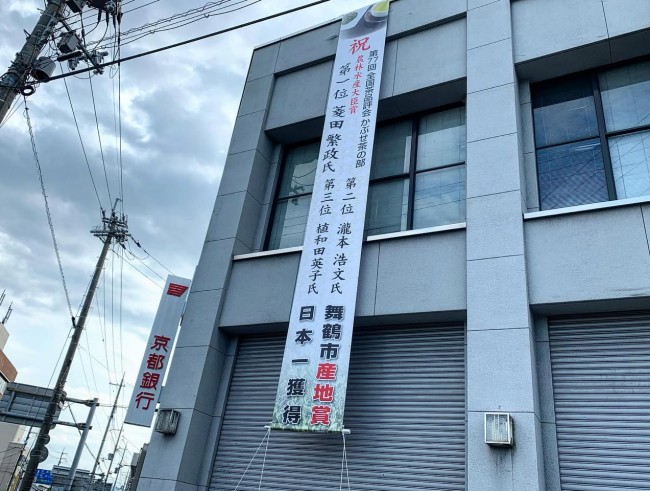 祝
第77回 全国茶品評会 かぶせ茶の部
農林水産大臣賞
第一位 菱田 繁政氏
第二位 瀧本 浩文氏
第三位 植和田英子氏
舞鶴市産地賞
日本一獲得
京都銀行